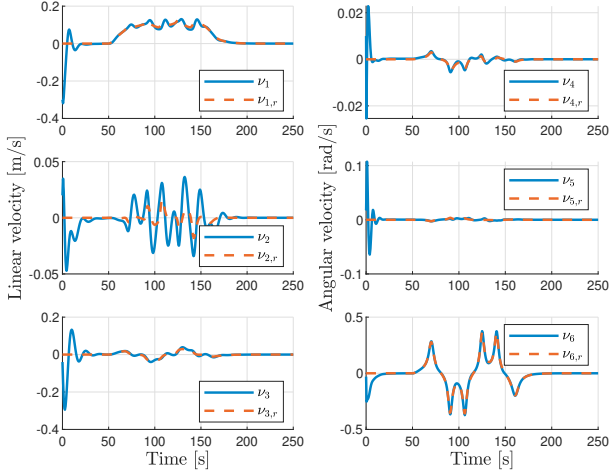 0.2
0
-0.2
-0.4
0 50 100 150 200 250
ν1
ν1,r
0.02
0
-0.02
0 50 100 150 200 250
ν4
ν4,r
0.05
0
-0.05
0 50 100 150 200 250
ν2
ν2,r
0.1
0
-0.1
0 50 100 150 200 250
ν5
ν5,r
0.2
0
-0.2
-0.4
0 50 100 150 200 250
ν3
ν3,r
0.5
0
-0.5
0 50 100 150 200 250
ν6
ν6,r
Linear velocity [m/s]
Angular velocity [rad/s]
Time [s]
Time [s]